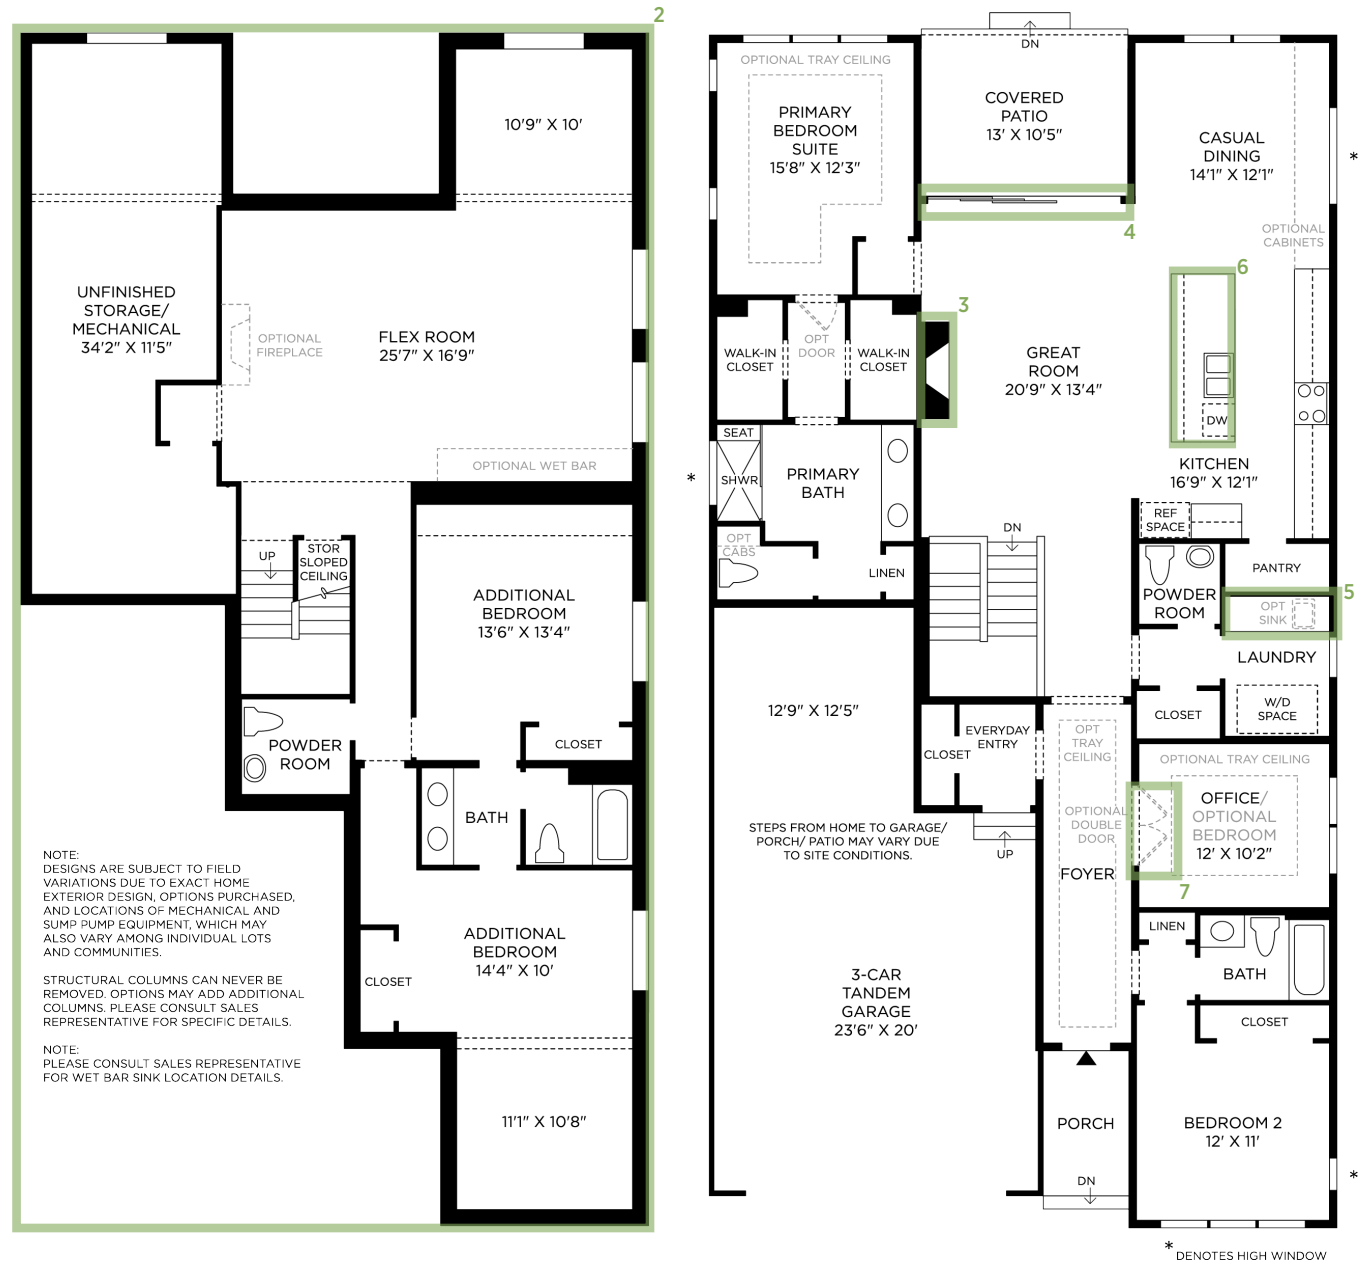 2
10'9" X 10'
UNFINISHED
STORAGE/
MECHANICAL
34'2" X 11'5"
OPTIONAL
FIREPLACE
FLEX ROOM
25'7" X 16'9"
OPTIONAL WET BAR
UP
STOR
SLOPED
CEILING
ADDITIONAL
BEDROOM
13'6" X 13'4"
POWDER
ROOM
CLOSET
BATH
ADDITIONAL
BEDROOM
14'4" X 10'
CLOSET
11'1" X 10'8"
NOTE:
DESIGNS ARE SUBJECT TO FIELD
VARIATIONS DUE TO EXACT HOME
EXTERIOR DESIGN, OPTIONS PURCHASED,
AND LOCATIONS OF MECHANICAL AND
SUMP PUMP EQUIPMENT, WHICH MAY
ALSO VARY AMONG INDIVIDUAL LOTS
AND COMMUNITIES.
STRUCTURAL COLUMNS CAN NEVER BE
REMOVED. OPTIONS MAY ADD ADDITIONAL
COLUMNS. PLEASE CONSULT SALES
REPRESENTATIVE FOR SPECIFIC DETAILS.
NOTE:
PLEASE CONSULT SALES REPRESENTATIVE
FOR WET BAR SINK LOCATION DETAILS.
DN
OPTIONAL TRAY CEILING
PRIMARY
BEDROOM
SUITE
15'8" X 12'3"
COVERED
PATIO
13' X 10'5"
CASUAL
DINING
14'1" X 12'1"
*
4
OPTIONAL
CABINETS
6
3
WALK-IN
CLOSET
OPT
DOOR
WALK-IN
CLOSET
GREAT
ROOM
20'9" X 13'4"
DW
KITCHEN
16'9" X 12'1"
*
SEAT
SHWR
PRIMARY
BATH
OPT
CABS
LINEN
DN
REF
SPACE
PANTRY
POWDER
ROOM
5
OPT
SINK
LAUNDRY
W/D
SPACE
CLOSET
12'9" X 12'5"
CLOSET
EVERYDAY
ENTRY
OPT
TRAY
CEILING
OPTIONAL TRAY CEILING
OFFICE/
OPTIONAL
BEDROOM
12' X 10'2"
OPTIONAL
DOUBLE
DOOR
7
STEPS FROM HOME TO GARAGE/
PORCH/ PATIO MAY VARY DUE
TO SITE CONDITIONS.
UP
FOYER
LINEN
BATH
CLOSET
3-CAR
TANDEM
GARAGE
23'6" X 20'
PORCH
DN
BEDROOM 2
12' X 11'
*
* DENOTES HIGH WINDOW